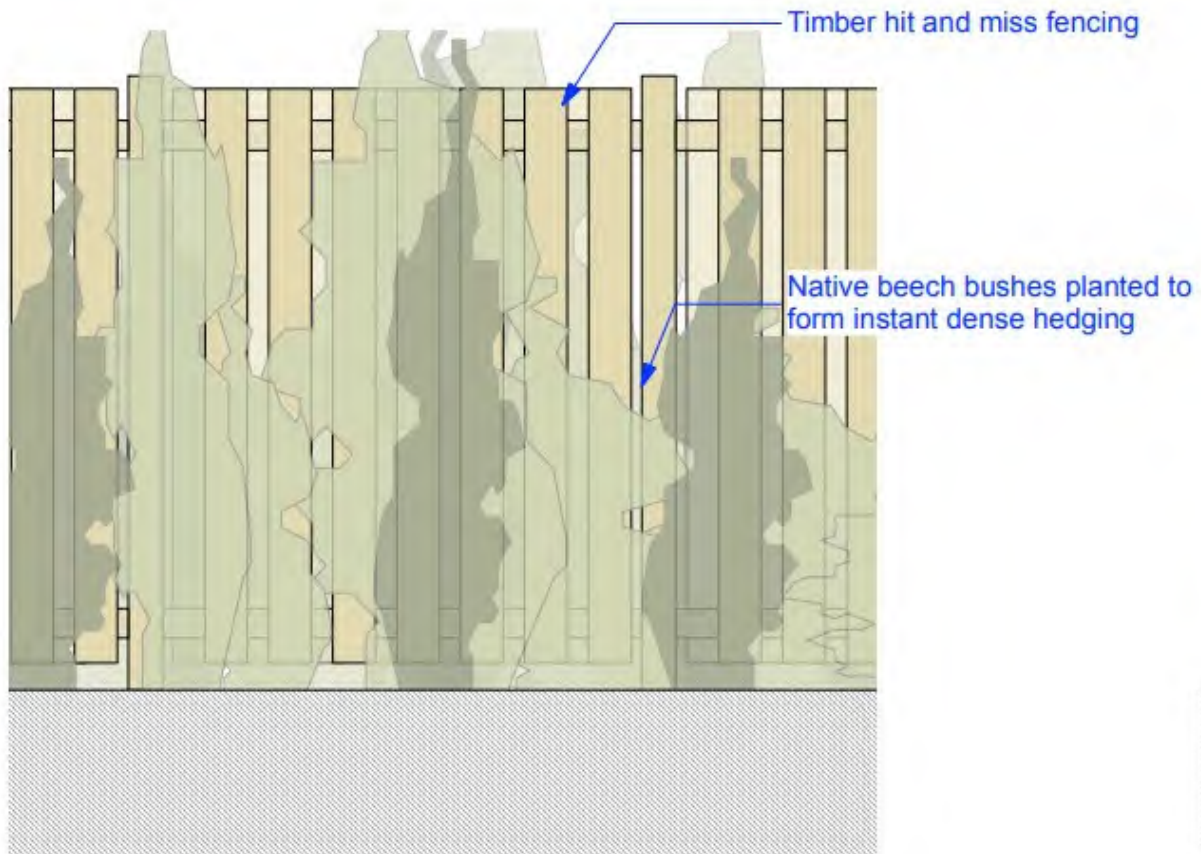 Timber hit and miss fencing
Native beech bushes planted to
form instant dense hedging